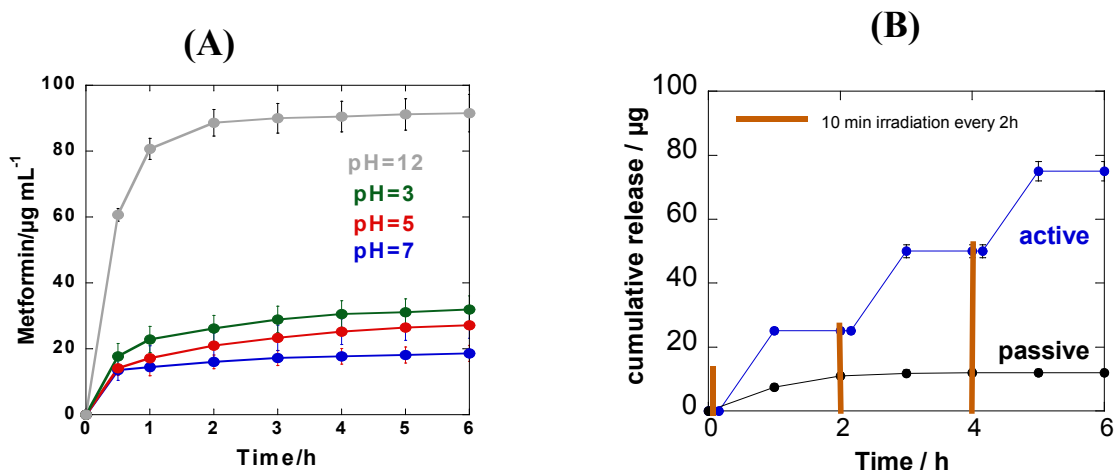 (A)
Metformin/µg mL-1
100
80
60
40
20
0
pH=12
pH=3
pH=5
pH=7
0 1 2 3 4 5 6
Time/h
(B)
cumulative release / µg
100
80
60
40
20
0
10 min irradiation every 2h
active
passive
0 2 4 6
Time / h